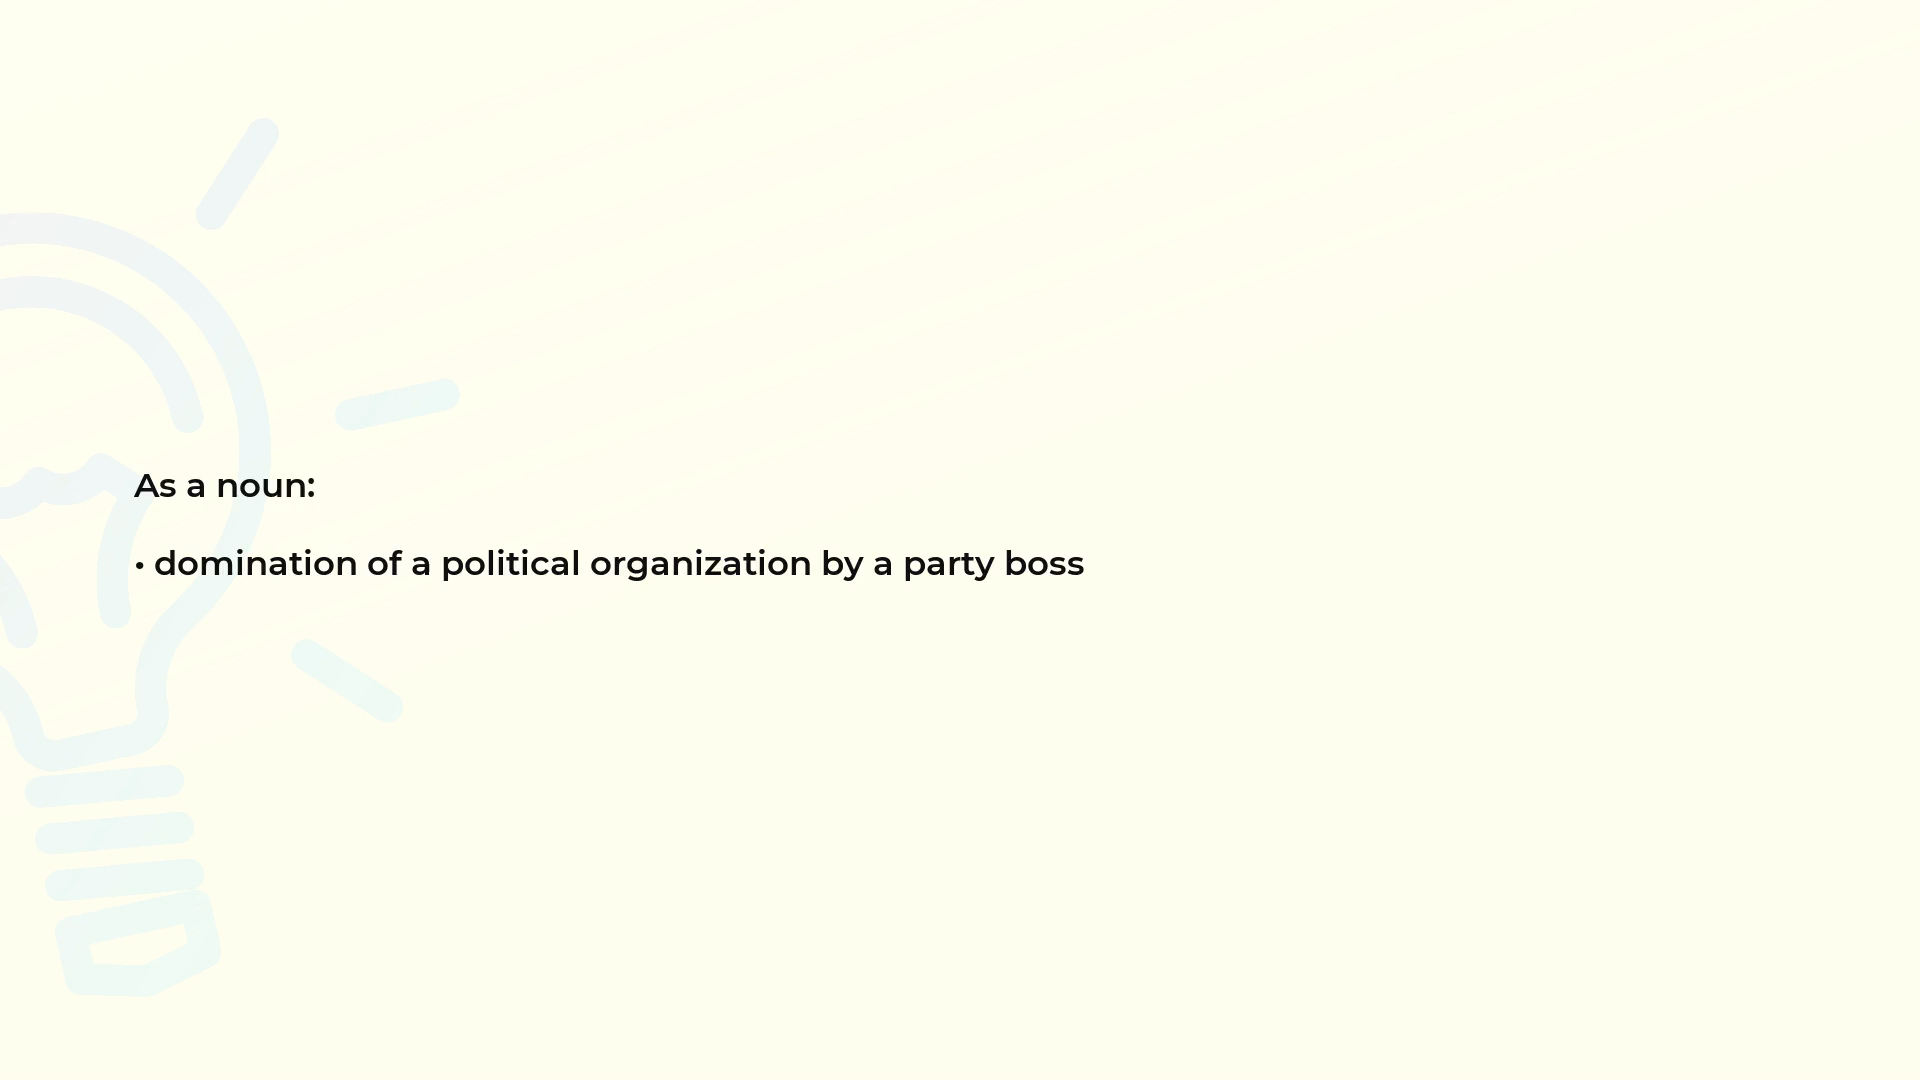 As a noun:
• domination of a political organization by a party boss